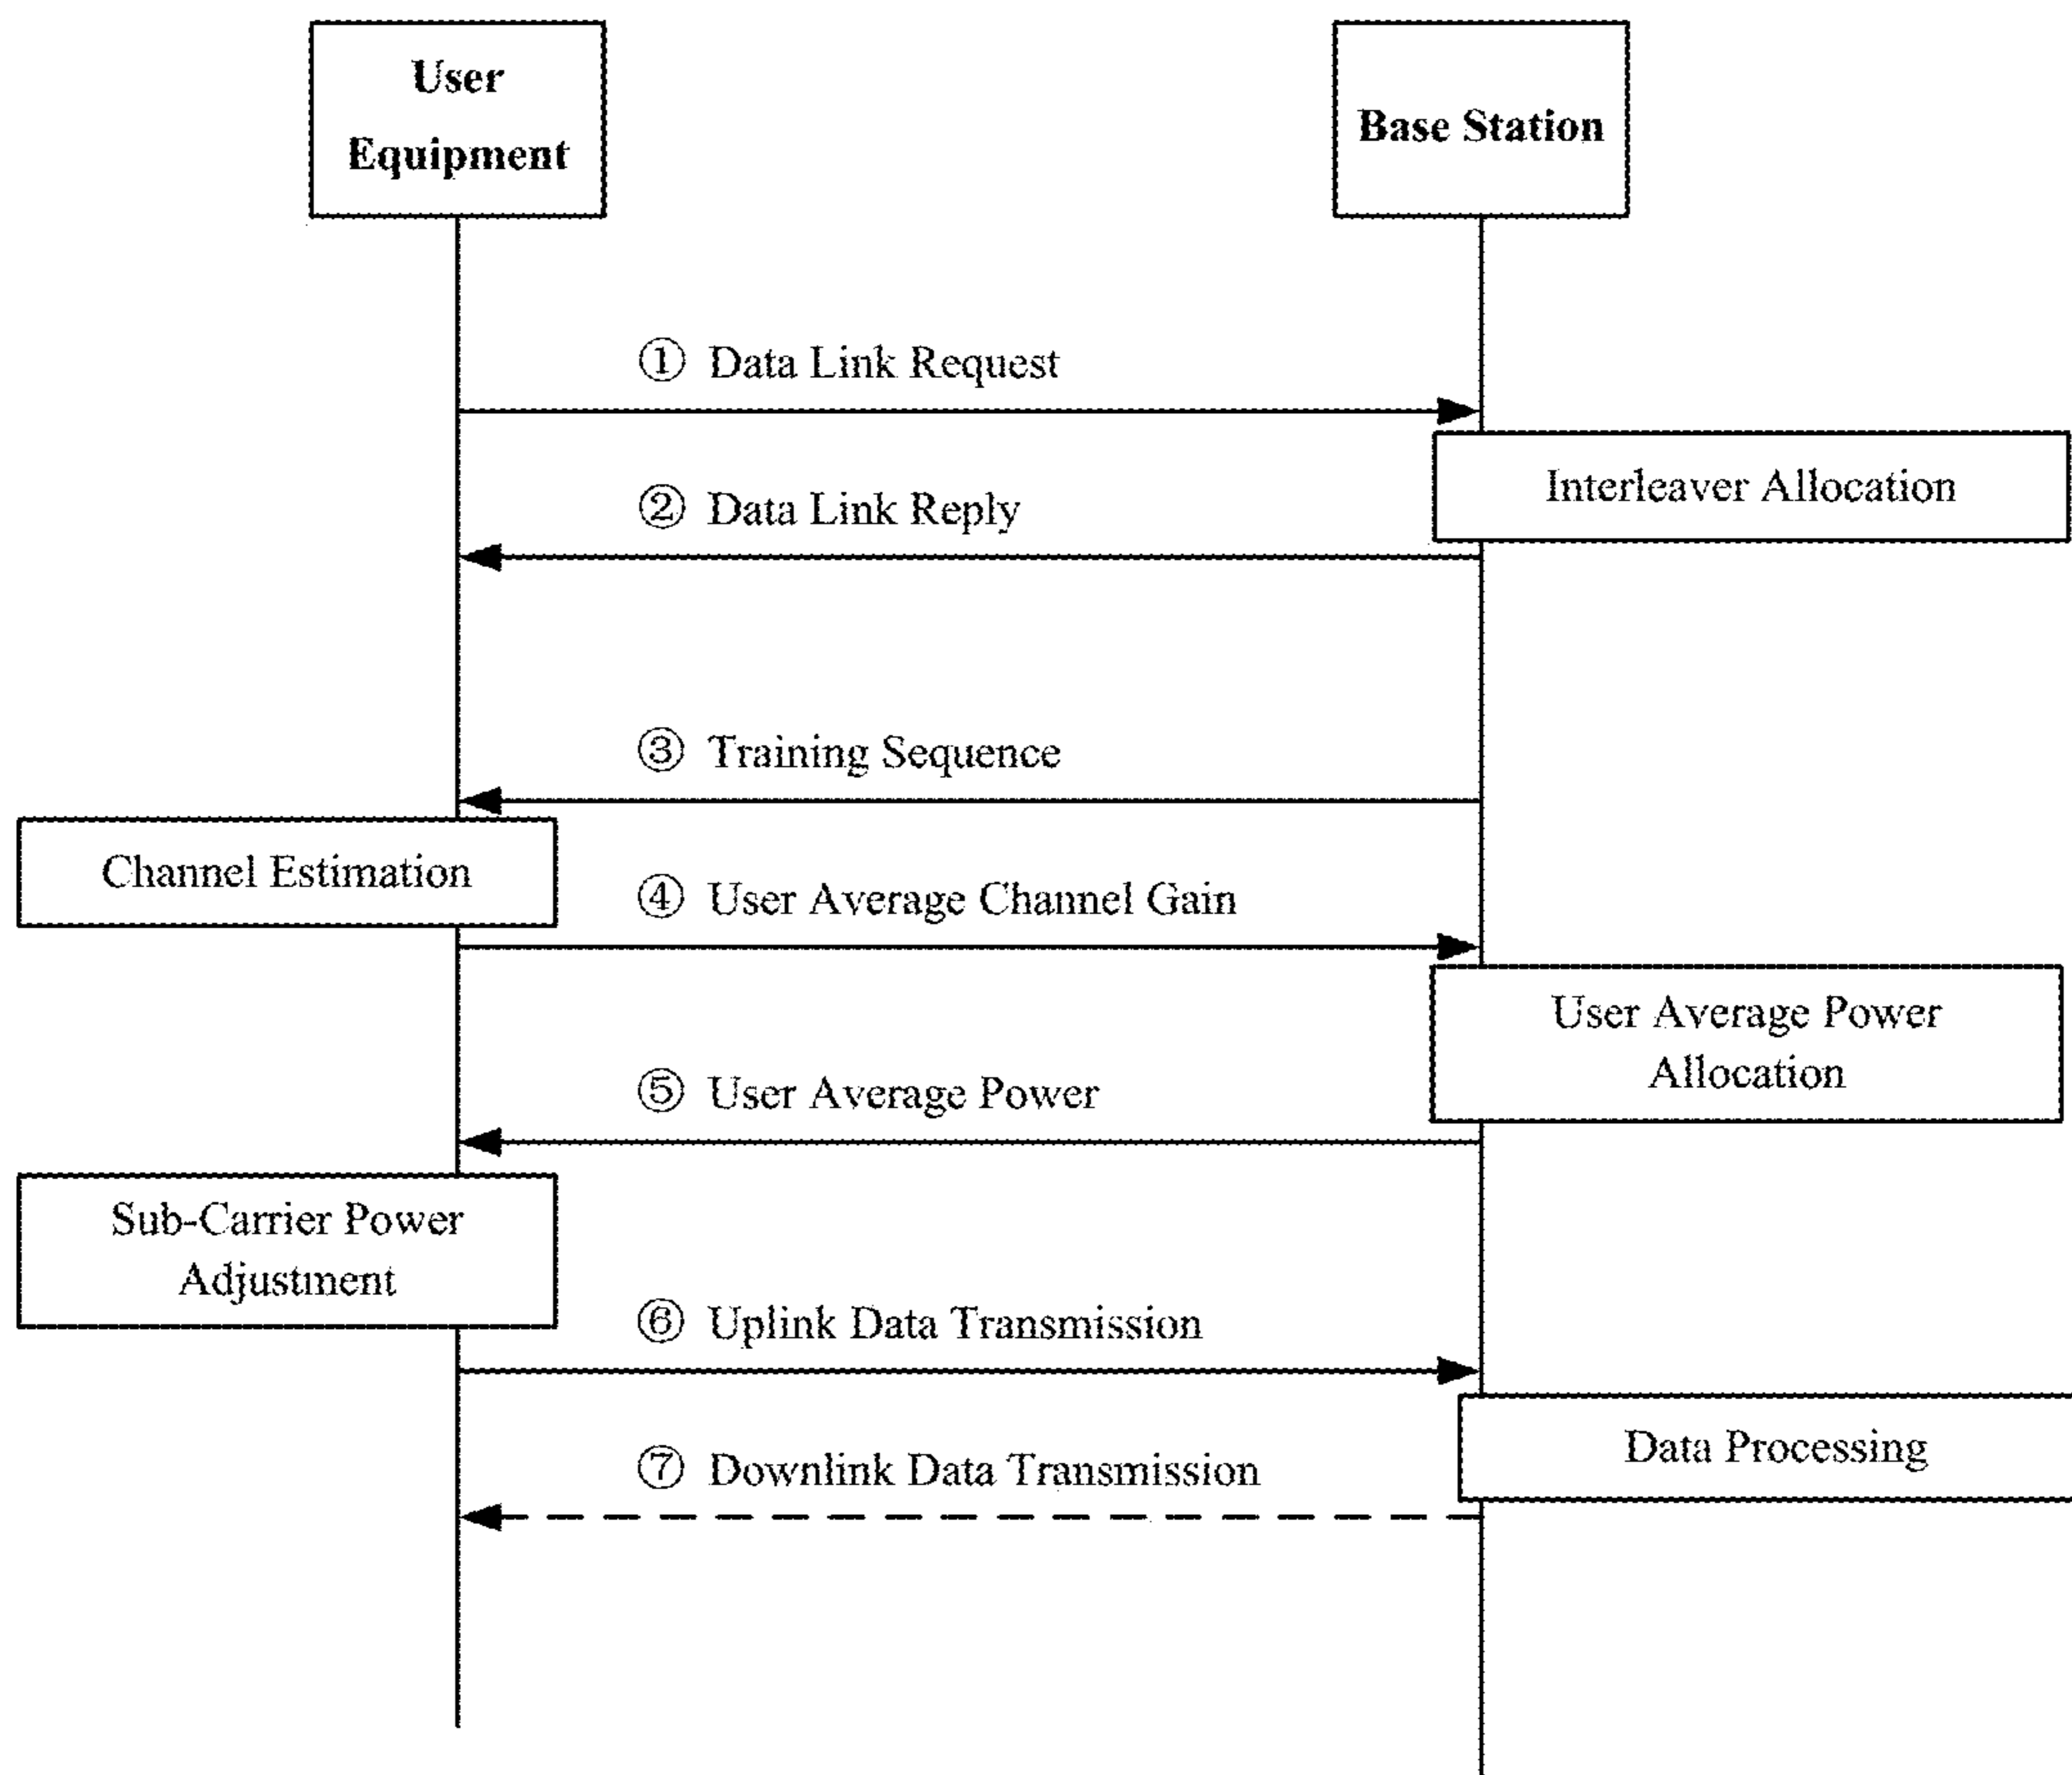 User
Equipment
Base Station
① Data Link Request
Interleaver Allocation
② Data Link Reply
③ Training Sequence
Channel Estimation
④ User Average Channel Gain
User Average Power
Allocation
⑤ User Average Power
Sub-Carrier Power
Adjustment
⑥ Uplink Data Transmission
Data Processing
⑦ Downlink Data Transmission